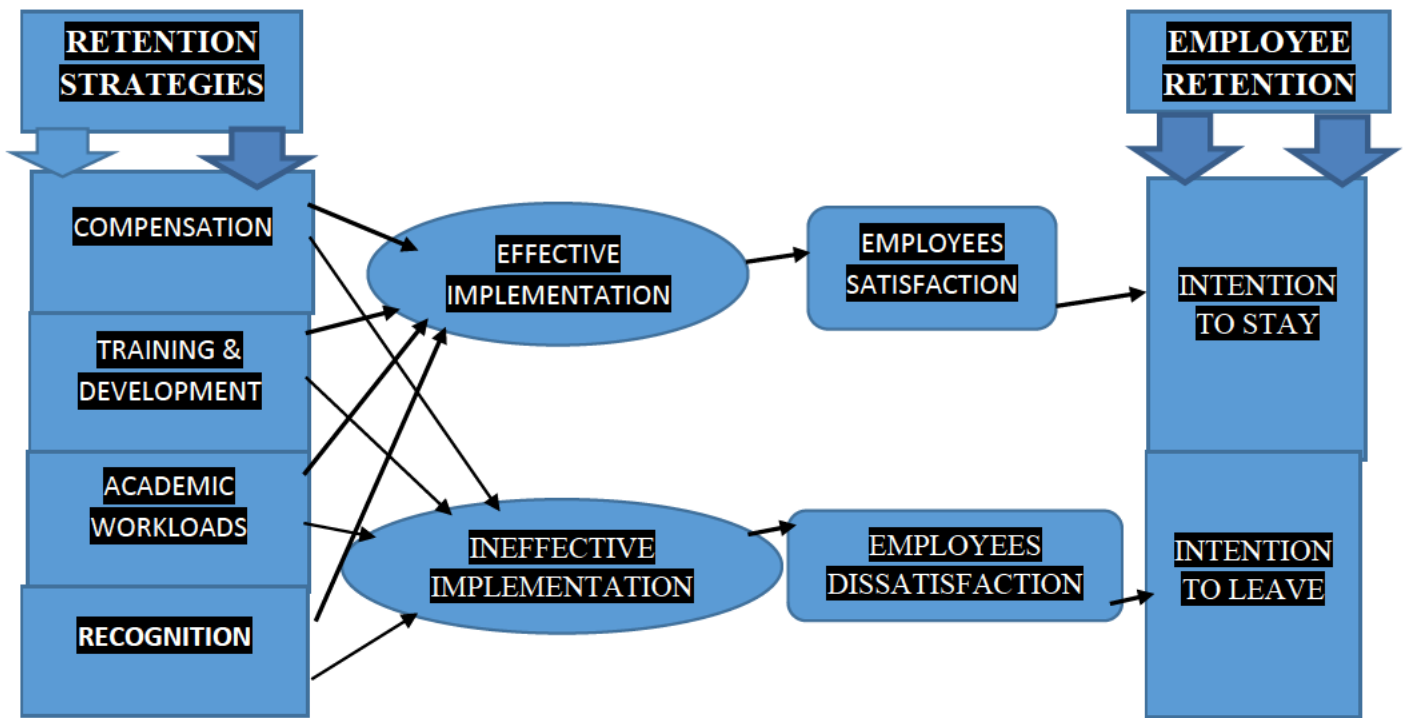 RETENTION
STRATEGIES
COMPENSATION
TRAINING &
DEVELOPMENT
ACADEMIC
WORKLOADS
RECOGNITION
EFFECTIVE
IMPLEMENTATION
INEFFECTIVE
IMPLEMENTATION
EMPLOYEES
SATISFACTION
EMPLOYEES
DISSATISFACTION
EMPLOYEE
RETENTION
INTENTION
TO STAY
INTENTION
TO LEAVE